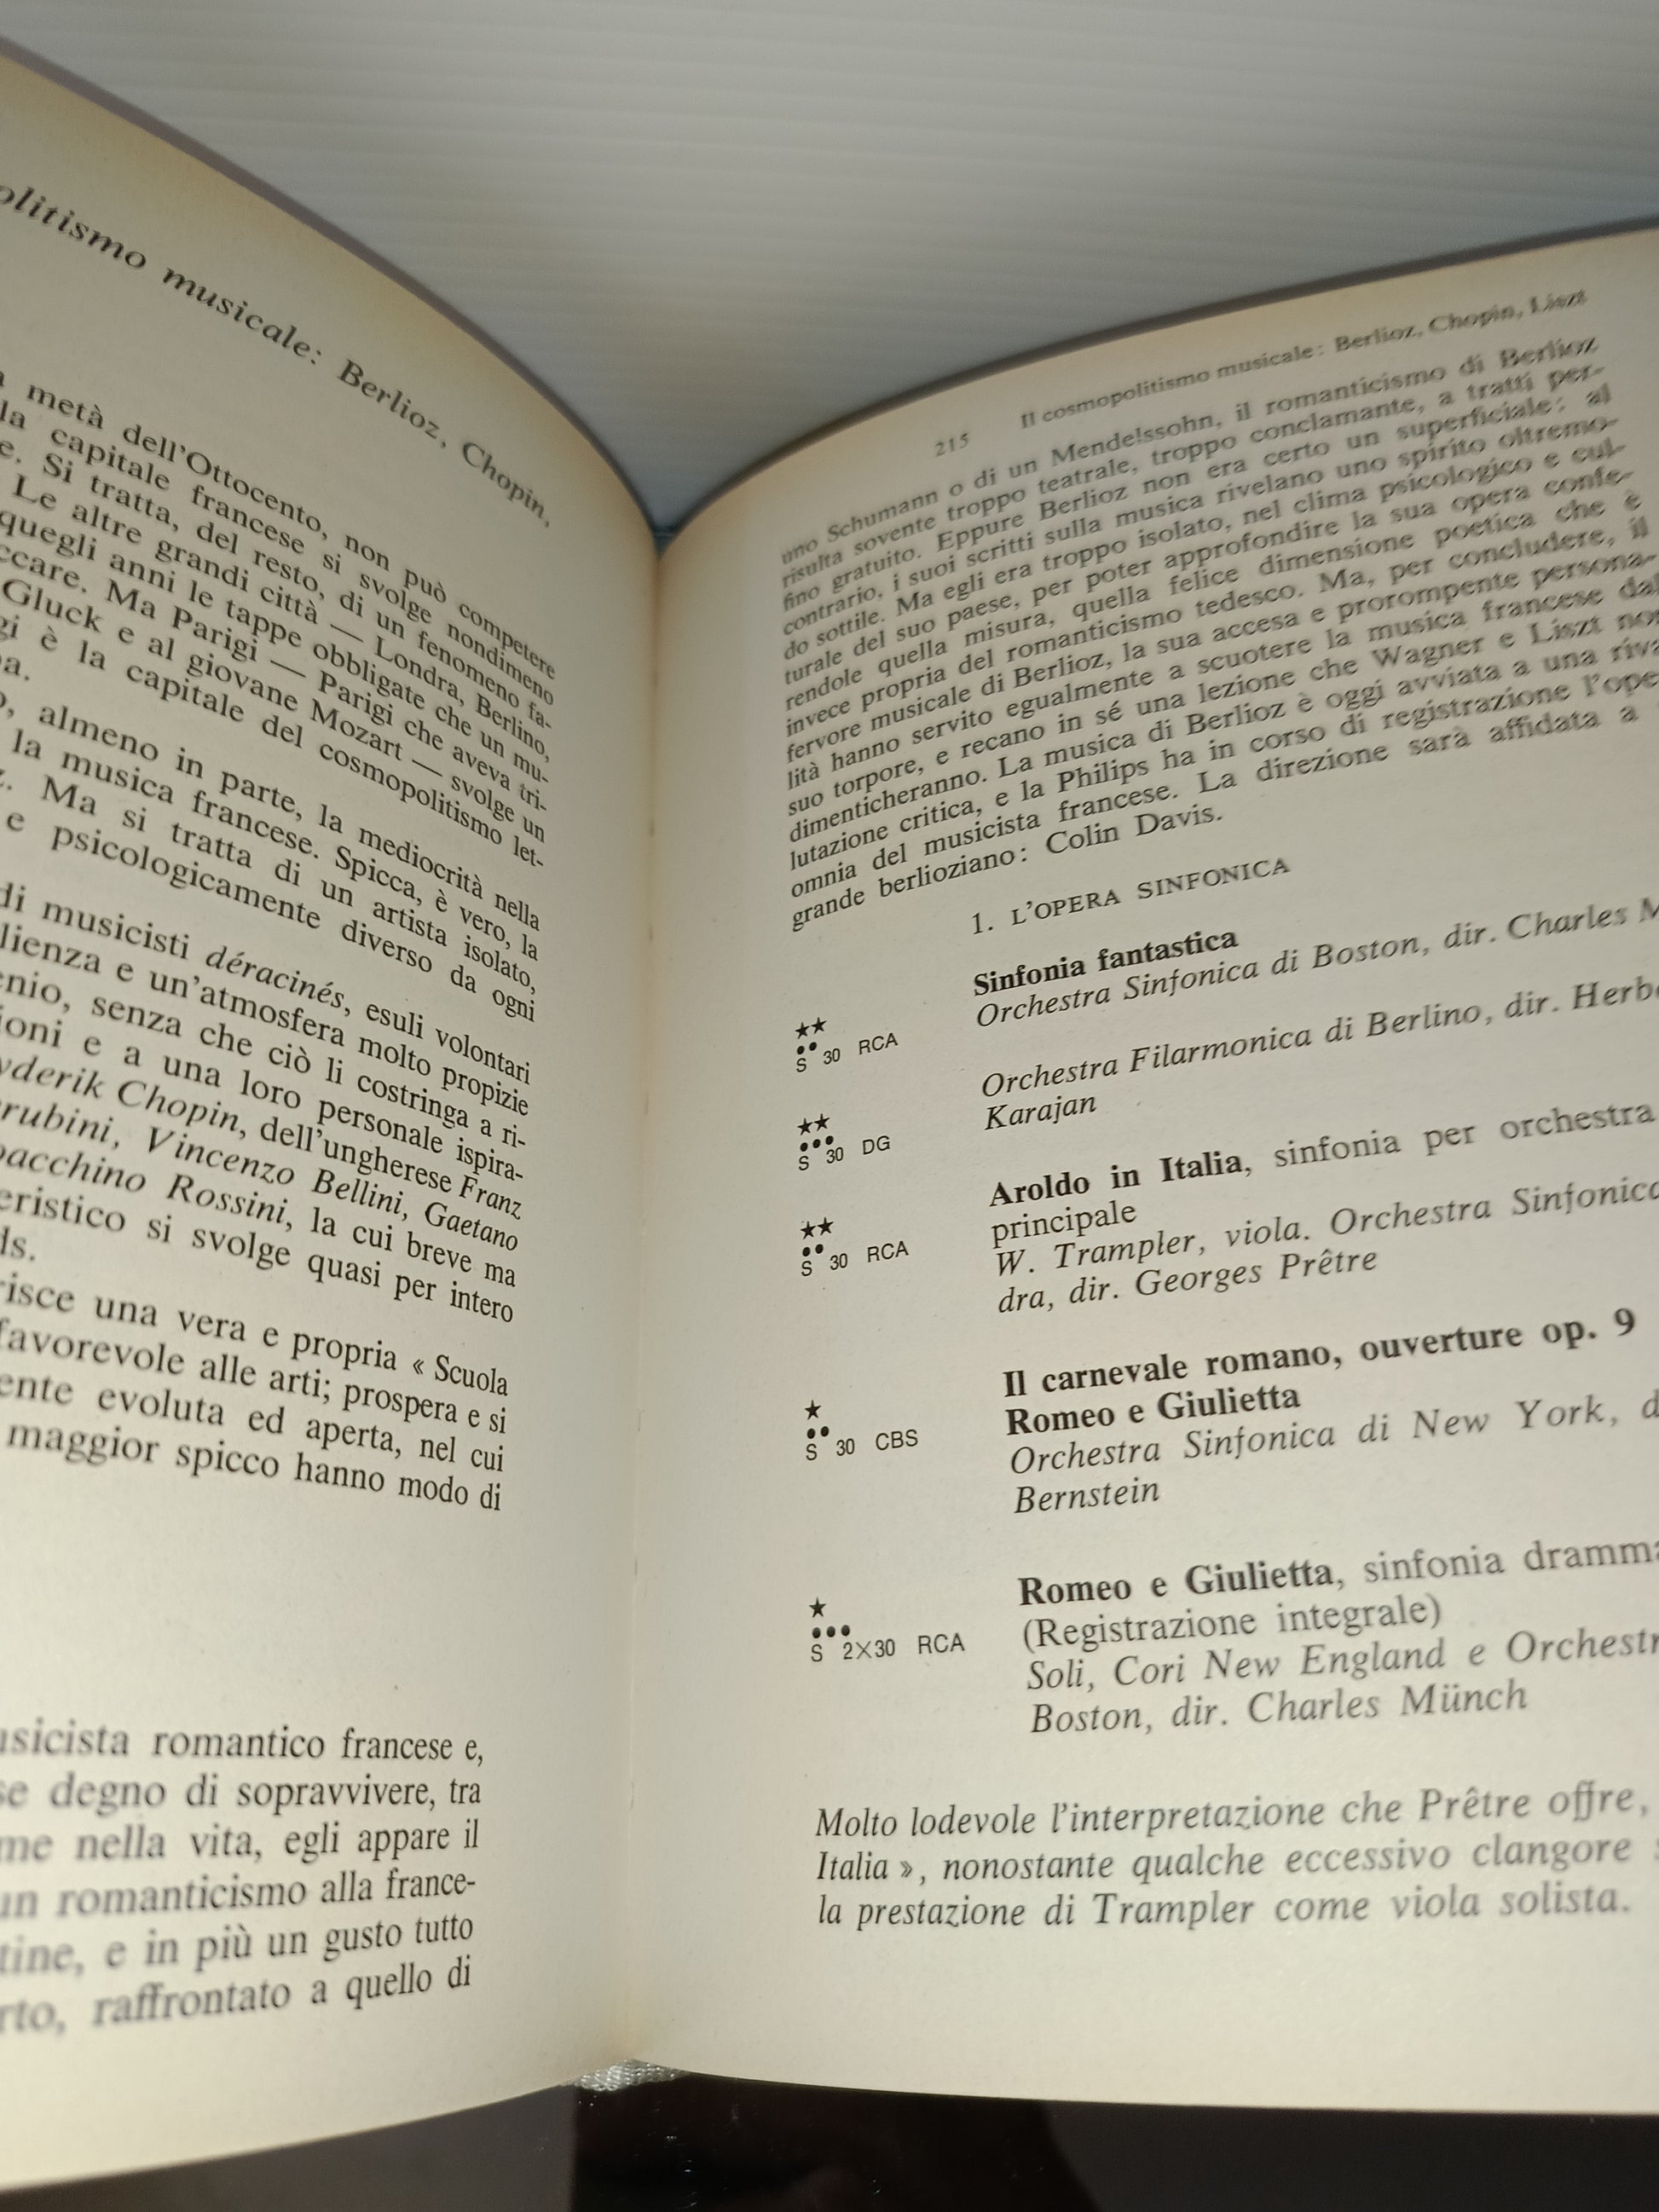 musicale: Berlioz, Chopin,
metà dell'Ottocento, non può competere
la capitale francese si svolge nondimeno
Si tratta, del resto, di un fenomeno fa-
Le altre grandi città — Londra, Berlino,
quegli anni le tappe obbligate che un mu-
Ma Parigi — Parigi che aveva tri-
Gluck e al giovane Mozart — svolge un
è la capitale del cosmopolitismo let-
almeno in parte, la mediocrità nella
la musica francese. Spicca, è vero, la
Ma si tratta di un artista isolato,
e psicologicamente diverso da ogni
di musicisti déracinés, esuli volontari
e un'atmosfera molto propizie
senza che ciò li costringa a ri-
e a una loro personale ispira-
Chopin, dell'ungherese Franz
Vincenzo Bellini, Gaetano
Rossini, la cui breve ma
si svolge quasi per intero
una vera e propria « Scuola
favorevole alle arti; prospera e si
evoluta ed aperta, nel cui
maggior spicco hanno modo di
romantico francese e,
degno di sopravvivere, tra
nella vita, egli appare il
un romanticismo alla france-
e in più un gusto tutto
raffrontato a quello di
215 Il cosmopolitismo musicale: Berlioz, Chopin, Liszt
uno Schumann o di un Mendelssohn, il romanticismo di Berlioz
risulta sovente troppo teatrale, troppo conclamante, a tratti per-
fino gratuito. Eppure Berlioz non era certo un superficiale: al
contrario, i suoi scritti sulla musica rivelano uno spirito oltremo-
do sottile. Ma egli era troppo isolato, nel clima psicologico e cul-
turale del suo paese, per poter approfondire la sua opera confe-
rendole quella misura, quella felice dimensione poetica che è
invece propria del romanticismo tedesco. Ma, per concludere, il
fervore musicale di Berlioz, la sua accesa e prorompente persona-
lità hanno servito egualmente a scuotere la musica francese dal
suo torpore, e recano in sé una lezione che Wagner e Liszt non
dimenticheranno. La musica di Berlioz è oggi avviata a una riva-
lutazione critica, e la Philips ha in corso di registrazione l'ope
omnia del musicista francese. La direzione sarà affidata a
grande berlioziano: Colin Davis.
1. L'OPERA SINFONICA
Sinfonia fantastica
★★
●●
S 30 RCA Orchestra Sinfonica di Boston, dir. Charles M
★★
●●●
S 30 DG Orchestra Filarmonica di Berlino, dir. Herb
Karajan
Aroldo in Italia, sinfonia per orchestra
principale
★★
●●
S 30 RCA W. Trampler, viola. Orchestra Sinfonica
dra, dir. Georges Prêtre
Il carnevale romano, ouverture op. 9
Romeo e Giulietta
★
●●
S 30 CBS Orchestra Sinfonica di New York, d
Bernstein
Romeo e Giulietta, sinfonia dramma
(Registrazione integrale)
★
●●●
S 2×30 RCA Soli, Cori New England e Orchestr
Boston, dir. Charles Münch
Molto lodevole l'interpretazione che Prêtre offre,
Italia », nonostante qualche eccessivo clangore
la prestazione di Trampler come viola solista.